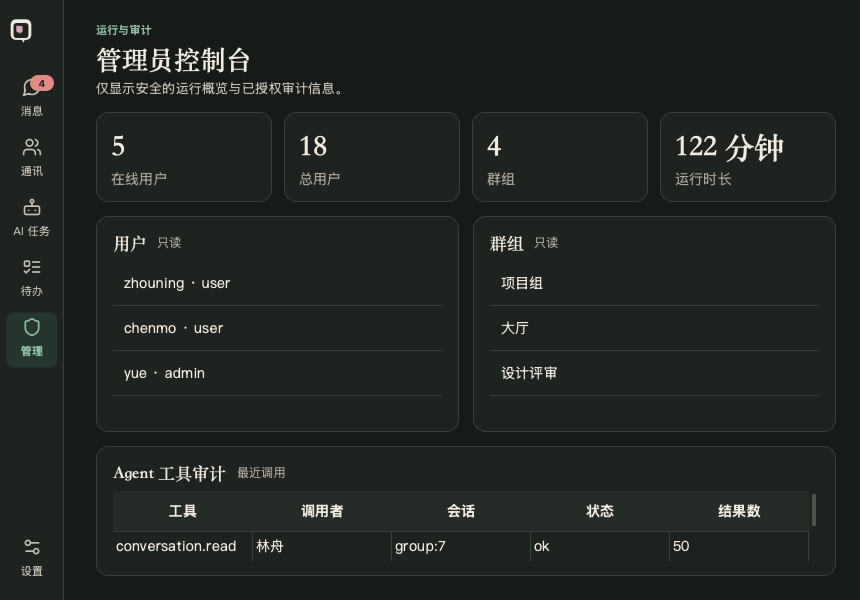 4
消息
通讯
AI 任务
待办
管理
设置
运行与审计
管理员控制台
仅显示安全的运行概览与已授权审计信息。
5
在线用户
18
总用户
4
群组
122 分钟
运行时长
用户 只读
zhouning · user
chenmo · user
yue · admin
群组 只读
项目组
大厅
设计评审
Agent 工具审计 最近调用
工具 调用者 会话 状态 结果数
conversation.read 林舟 group:7 ok 50